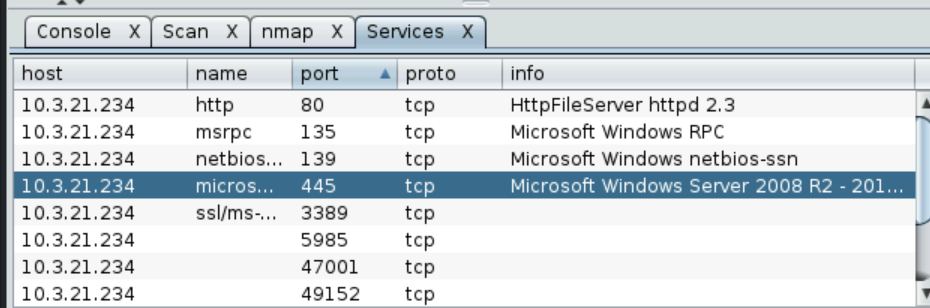 Console X Scan X nmap X Services X
host name port proto info
10.3.21.234 http 80 tcp HttpFileServer httpd 2.3
10.3.21.234 msrpc 135 tcp Microsoft Windows RPC
10.3.21.234 netbios... 139 tcp Microsoft Windows netbios-ssn
10.3.21.234 micros... 445 tcp Microsoft Windows Server 2008 R2 - 201...
10.3.21.234 ssl/ms-... 3389 tcp
10.3.21.234 5985 tcp
10.3.21.234 47001 tcp
10.3.21.234 49152 tcp